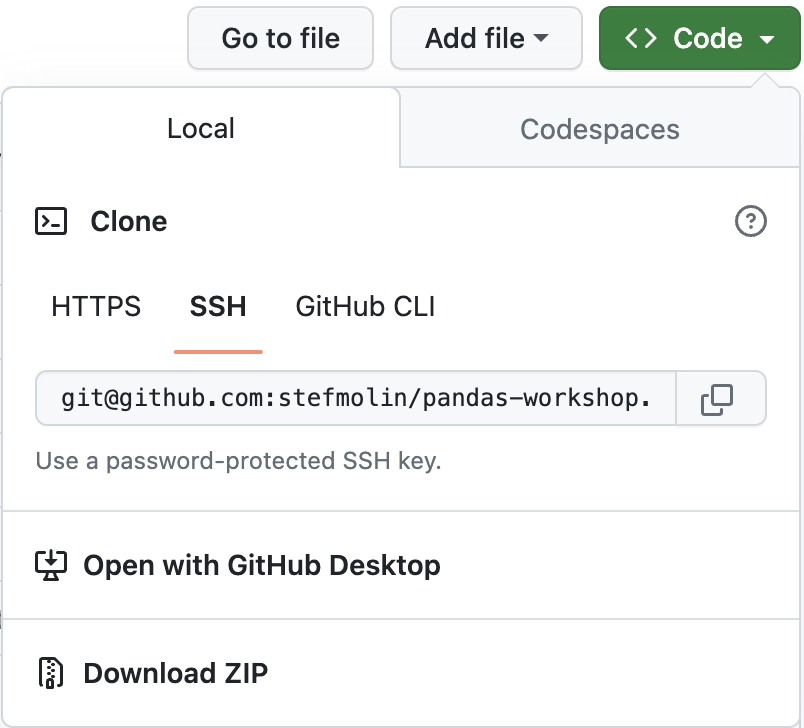 Go to file Add file <> Code
Local Codespaces
Clone
HTTPS SSH GitHub CLI
git@github.com:stefmolin/pandas-workshop.
Use a password-protected SSH key.
Open with GitHub Desktop
Download ZIP